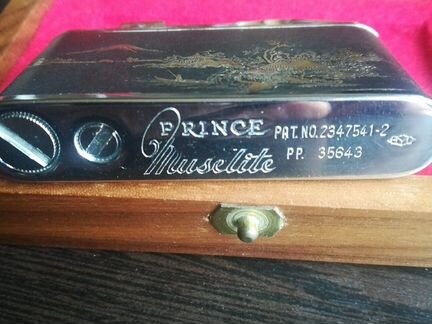 PRINCE
Muselite
PAT. NO. 2347541-2
PP. 35643